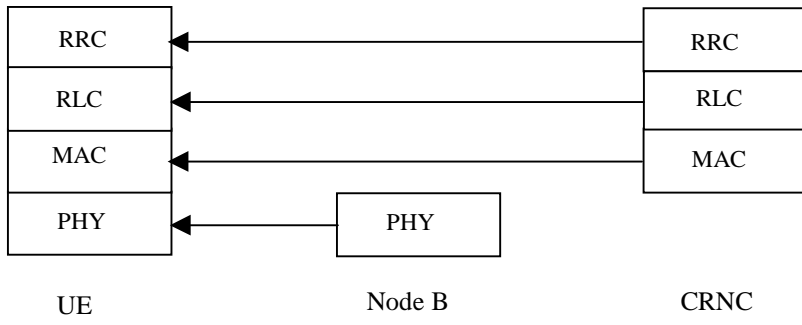 RRC RRC
RLC RLC
MAC MAC
PHY PHY
UE Node B CRNC